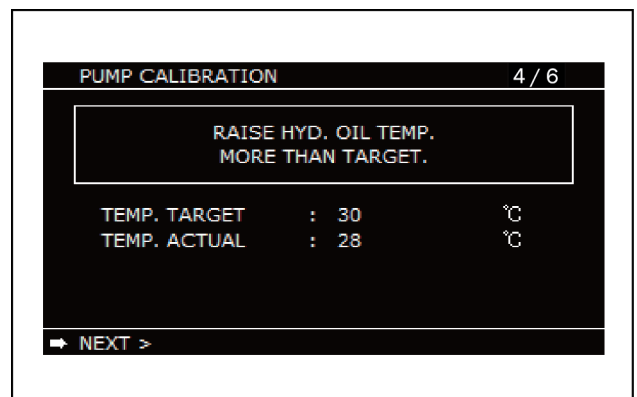 PUMP CALIBRATION 4 / 6
RAISE HYD. OIL TEMP.
MORE THAN TARGET.
TEMP. TARGET : 30 ℃
TEMP. ACTUAL : 28 ℃
➡ NEXT >